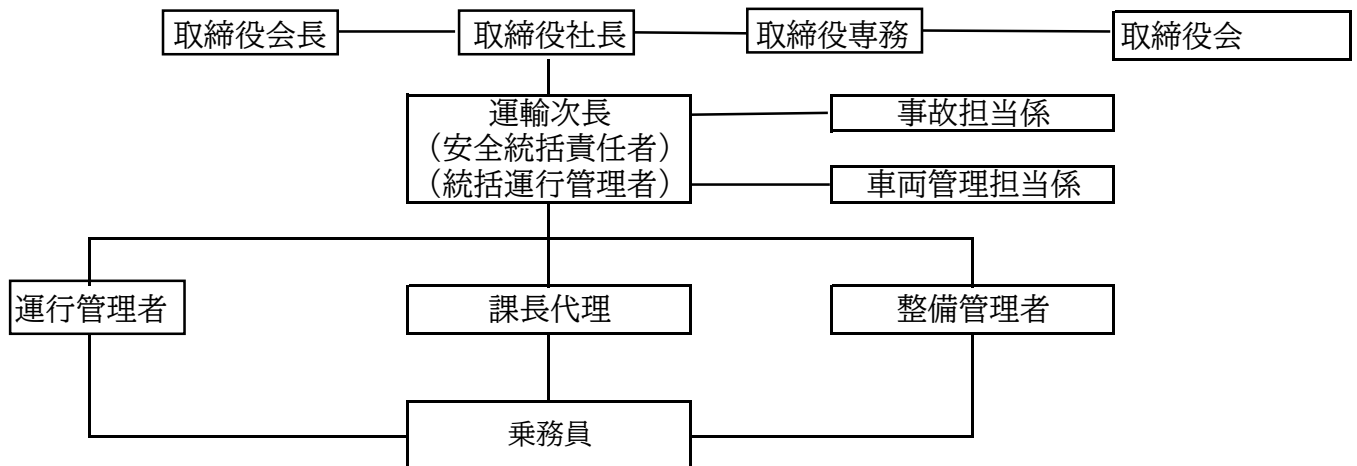 取締役会長
取締役社長
取締役専務
取締役会
運輸次長
（安全統括責任者）
（統括運行管理者）
事故担当係
車両管理担当係
運行管理者
課長代理
整備管理者
乗務員